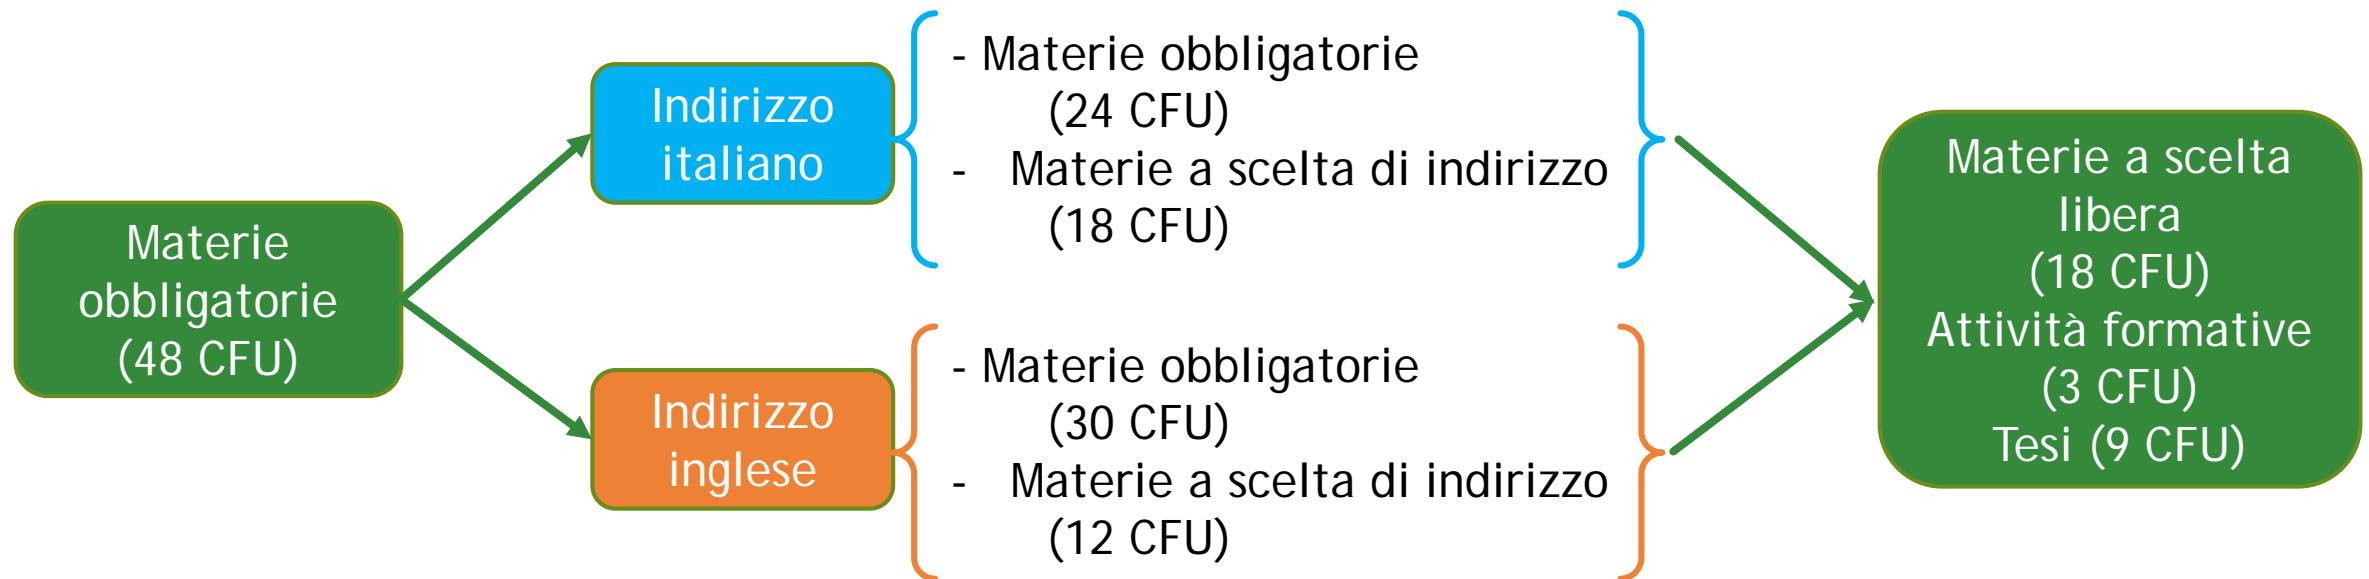 Materie
obbligatorie
(48 CFU)
Indirizzo
italiano
- Materie obbligatorie
(24 CFU)
- Materie a scelta di indirizzo
(18 CFU)
Indirizzo
inglese
- Materie obbligatorie
(30 CFU)
- Materie a scelta di indirizzo
(12 CFU)
Materie a scelta
libera
(18 CFU)
Attività formative
(3 CFU)
Tesi (9 CFU)